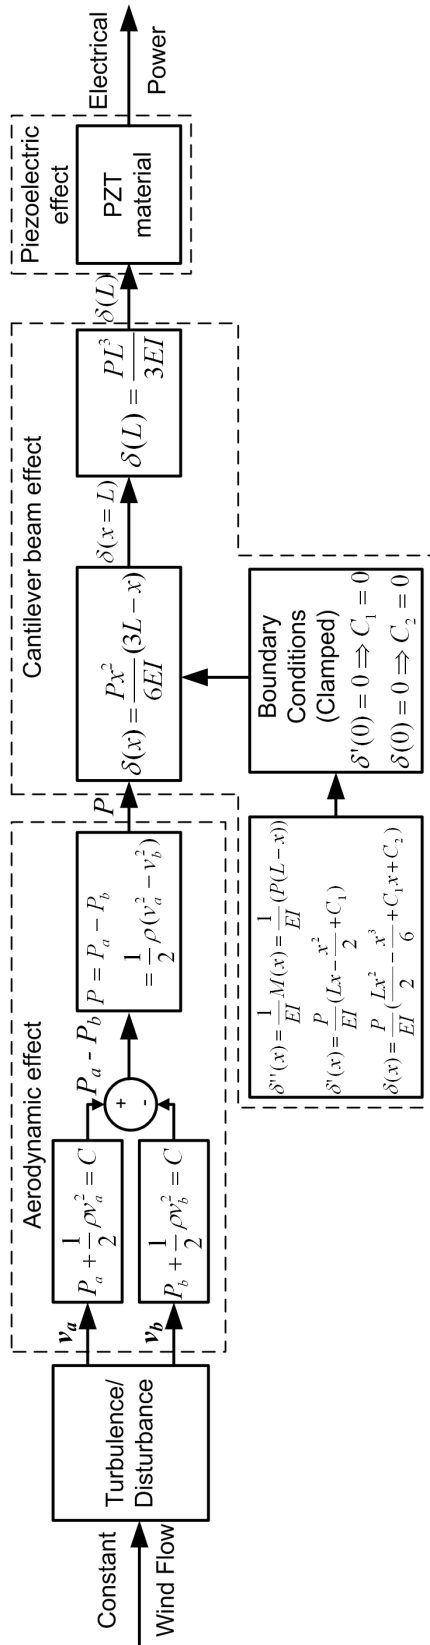 Constant
Wind Flow
Turbulence/
Disturbance
v_a
v_b
Aerodynamic effect
P_a + 1/2 ρv_a^2 = C
P_b + 1/2 ρv_b^2 = C
+
-
P_a - P_b
P = P_a - P_b
= 1/2 ρ(v_a^2 - v_b^2)
P
Cantilever beam effect
δ(x) = Px^2/6EI (3L - x)
δ(x = L)
δ(L) = PL^3/3EI
δ(L)
δ''(x) = 1/EI M(x) = 1/EI (P(L - x))
δ'(x) = P/EI (Lx - x^2/2 + C_1)
δ(x) = P/EI (Lx^2/2 - x^3/6 + C_1x + C_2)
Boundary
Conditions
(Clamped)
δ'(0) = 0 ⇒ C_1 = 0
δ(0) = 0 ⇒ C_2 = 0
Piezoelectric
effect
PZT
material
Electrical
Power